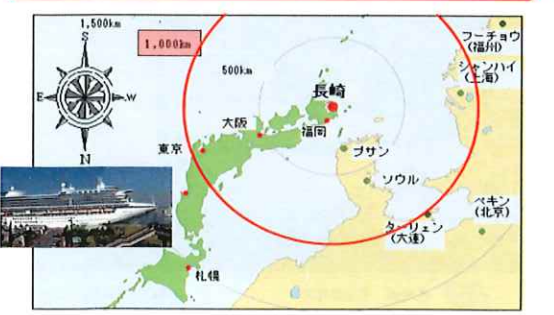 1,500km
1,000km
500km
S
E
W
N
フーチョウ
(福州)
シャンハイ
(上海)
長崎
福岡
大阪
東京
プサン
ソウル
ペキン
(北京)
ターリェン
(大連)
札幌